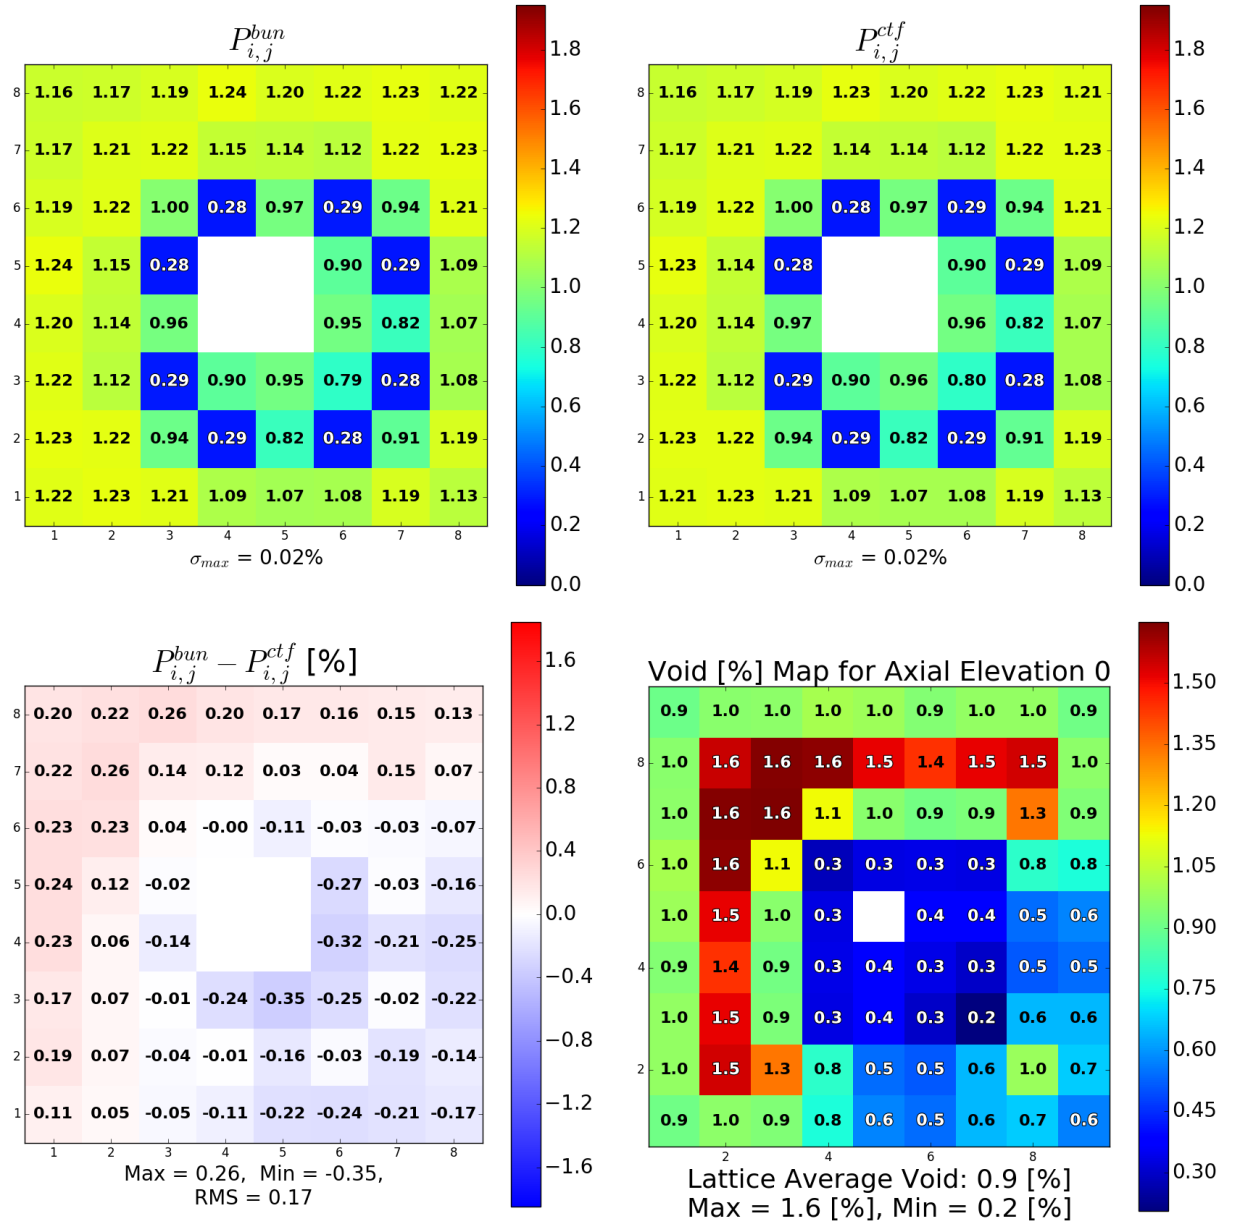 P_{i,j}^{bun}
8 1.16 1.17 1.19 1.24 1.20 1.22 1.23 1.22
7 1.17 1.21 1.22 1.15 1.14 1.12 1.22 1.23
6 1.19 1.22 1.00 0.28 0.97 0.29 0.94 1.21
5 1.24 1.15 0.28 0.90 0.29 1.09
4 1.20 1.14 0.96 0.95 0.82 1.07
3 1.22 1.12 0.29 0.90 0.95 0.79 0.28 1.08
2 1.23 1.22 0.94 0.29 0.82 0.28 0.91 1.19
1 1.22 1.23 1.21 1.09 1.07 1.08 1.19 1.13
1 2 3 4 5 6 7 8
σ_{max} = 0.02%
1.8
1.6
1.4
1.2
1.0
0.8
0.6
0.4
0.2
0.0
P_{i,j}^{ctf}
8 1.16 1.17 1.19 1.23 1.20 1.22 1.23 1.21
7 1.17 1.21 1.22 1.14 1.14 1.12 1.22 1.23
6 1.19 1.22 1.00 0.28 0.97 0.29 0.94 1.21
5 1.23 1.14 0.28 0.90 0.29 1.09
4 1.20 1.14 0.97 0.96 0.82 1.07
3 1.22 1.12 0.29 0.90 0.96 0.80 0.28 1.08
2 1.23 1.22 0.94 0.29 0.82 0.29 0.91 1.19
1 1.21 1.23 1.21 1.09 1.07 1.08 1.19 1.13
1 2 3 4 5 6 7 8
σ_{max} = 0.02%
1.8
1.6
1.4
1.2
1.0
0.8
0.6
0.4
0.2
0.0
P_{i,j}^{bun} − P_{i,j}^{ctf} [%]
8 0.20 0.22 0.26 0.20 0.17 0.16 0.15 0.13
7 0.22 0.26 0.14 0.12 0.03 0.04 0.15 0.07
6 0.23 0.23 0.04 -0.00 -0.11 -0.03 -0.03 -0.07
5 0.24 0.12 -0.02 -0.27 -0.03 -0.16
4 0.23 0.06 -0.14 -0.32 -0.21 -0.25
3 0.17 0.07 -0.01 -0.24 -0.35 -0.25 -0.02 -0.22
2 0.19 0.07 -0.04 -0.01 -0.16 -0.03 -0.19 -0.14
1 0.11 0.05 -0.05 -0.11 -0.22 -0.24 -0.21 -0.17
1 2 3 4 5 6 7 8
Max = 0.26, Min = -0.35,
RMS = 0.17
1.6
1.2
0.8
0.4
0.0
−0.4
−0.8
−1.2
−1.6
Void [%] Map for Axial Elevation 0
0.9 1.0 1.0 1.0 1.0 0.9 1.0 1.0 0.9
8 1.0 1.6 1.6 1.6 1.5 1.4 1.5 1.5 1.0
1.0 1.6 1.6 1.1 1.0 0.9 0.9 1.3 0.9
6 1.0 1.6 1.1 0.3 0.3 0.3 0.3 0.8 0.8
1.0 1.5 1.0 0.3 0.4 0.4 0.5 0.6
4 0.9 1.4 0.9 0.3 0.4 0.3 0.3 0.5 0.5
1.0 1.5 0.9 0.3 0.4 0.3 0.2 0.6 0.6
2 1.0 1.5 1.3 0.8 0.5 0.5 0.6 1.0 0.7
0.9 1.0 0.9 0.8 0.6 0.5 0.6 0.7 0.6
2 4 6 8
Lattice Average Void: 0.9 [%]
Max = 1.6 [%], Min = 0.2 [%]
1.50
1.35
1.20
1.05
0.90
0.75
0.60
0.45
0.30